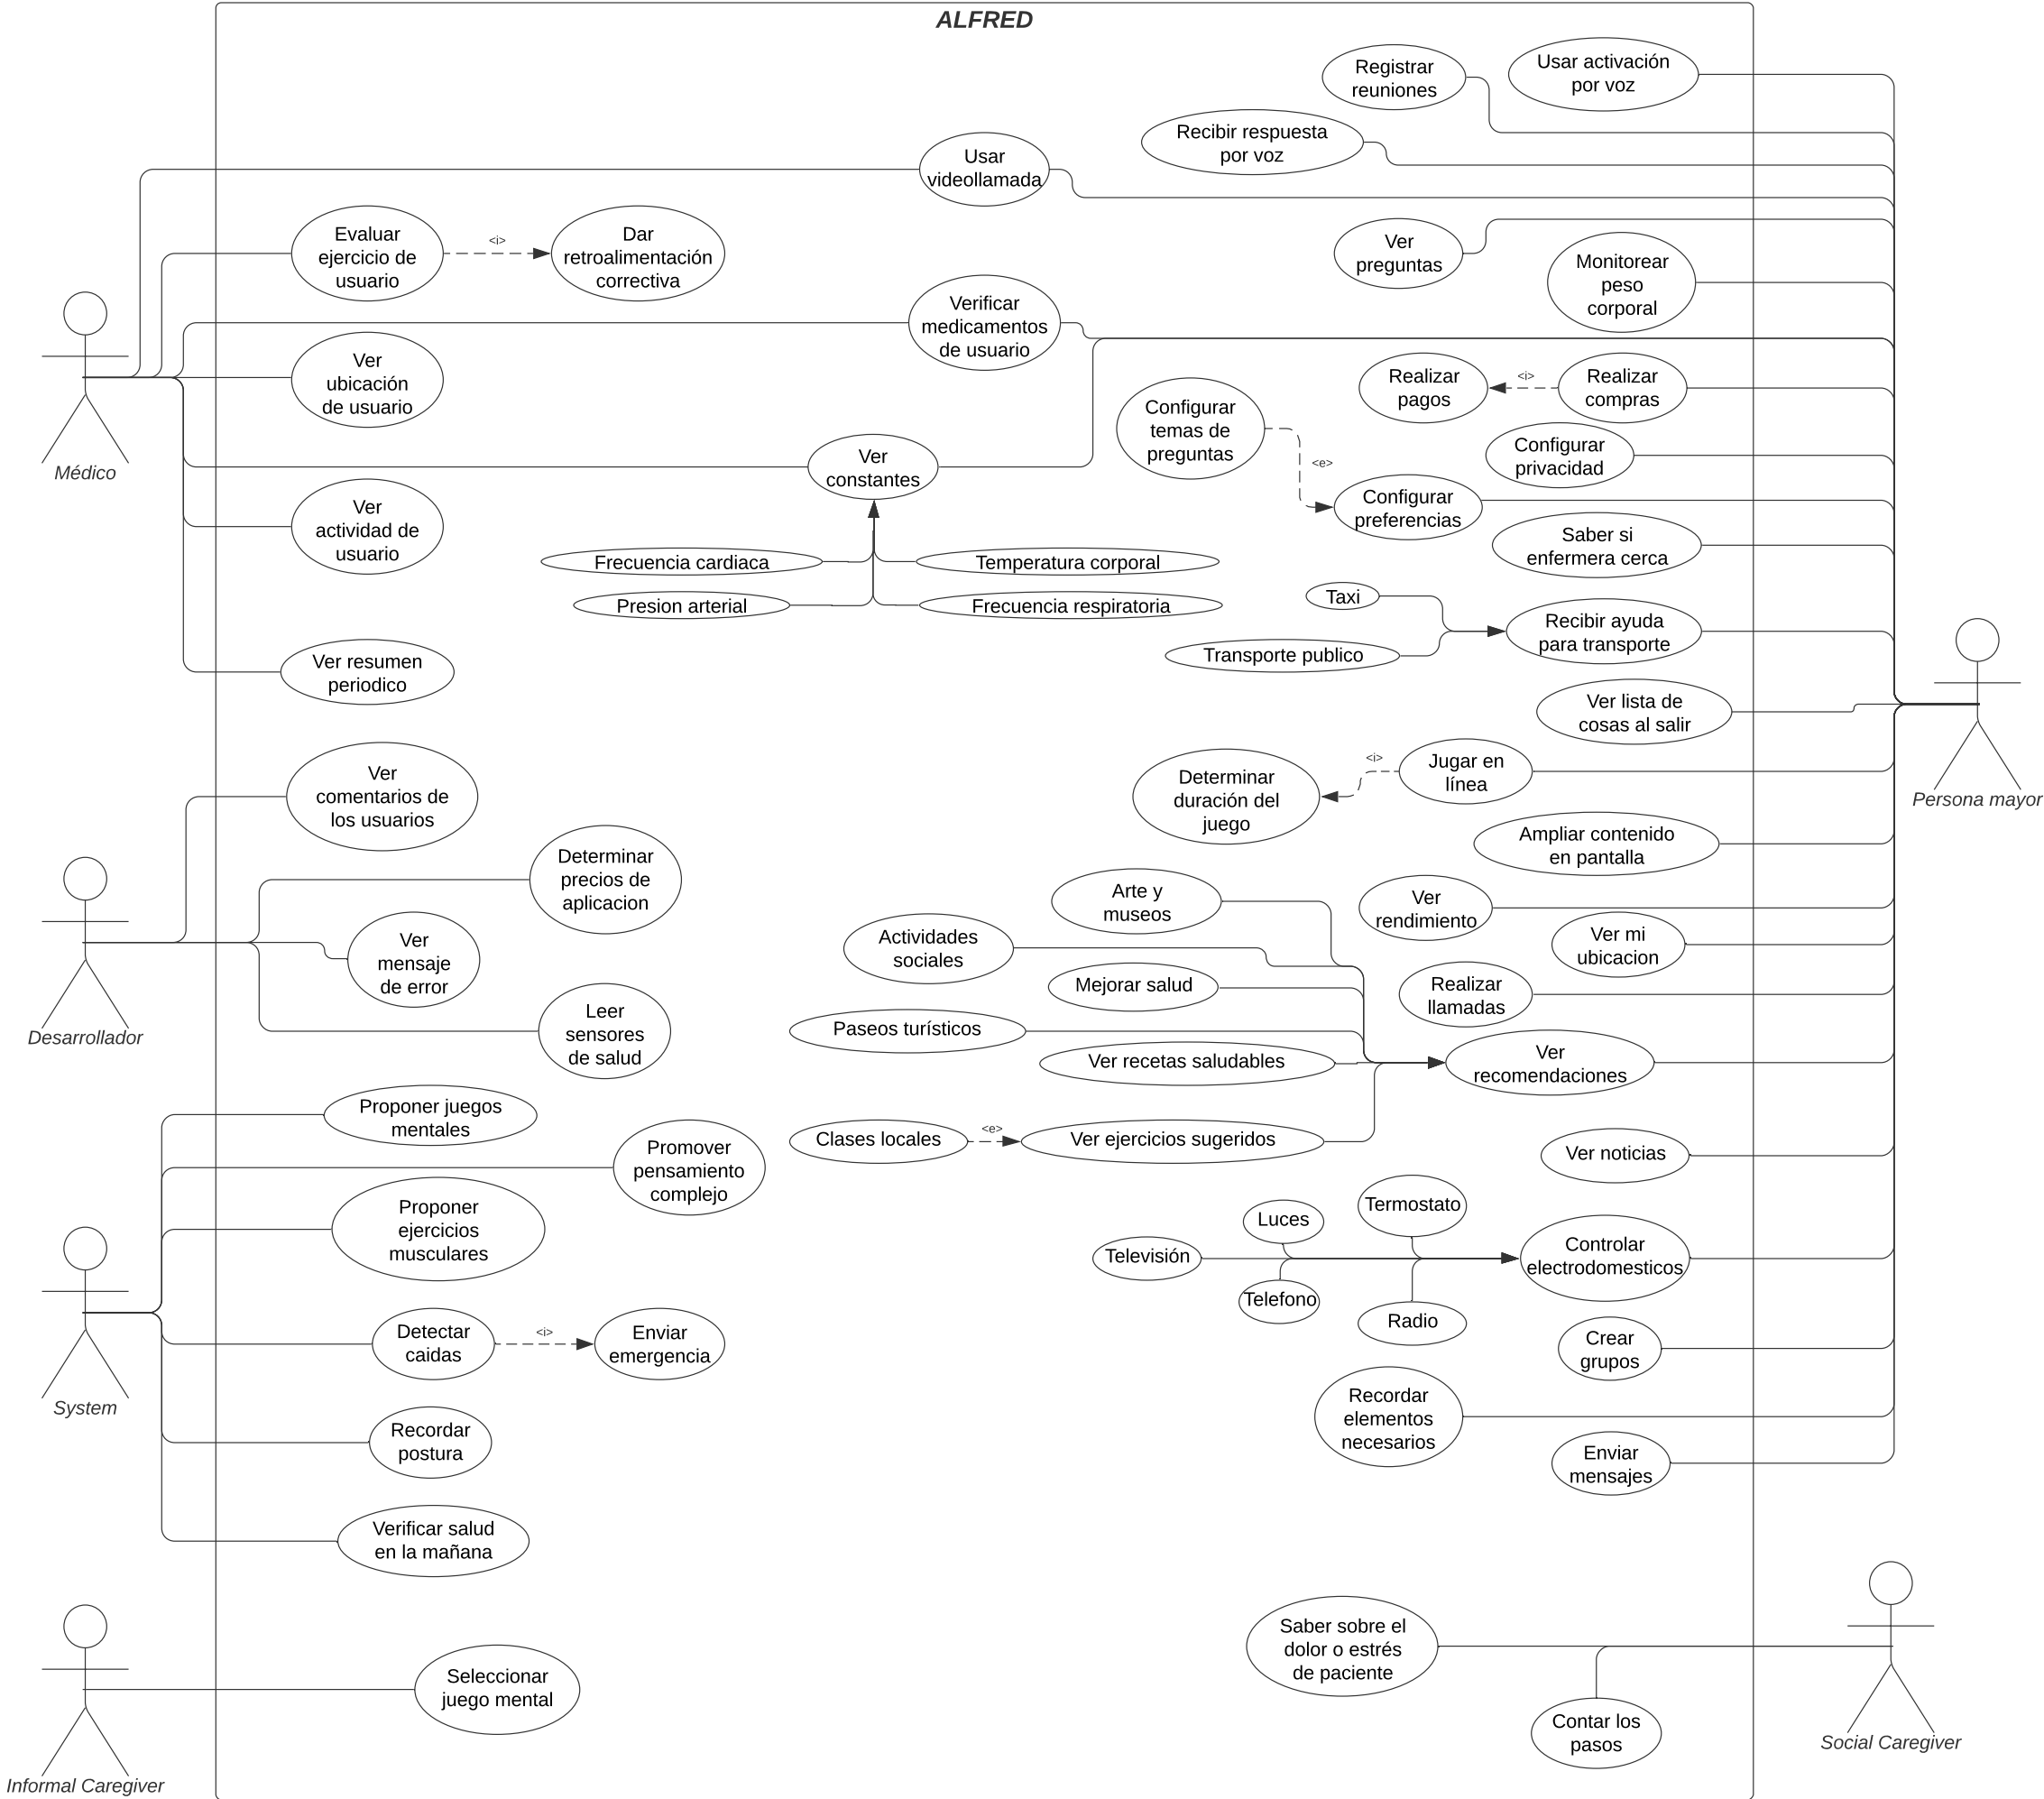 ALFRED
Registrar
reuniones
Usar activación
por voz
Recibir respuesta
por voz
Usar
videollamada
Evaluar
ejercicio de
usuario
<i>
Dar
retroalimentación
correctiva
Ver
preguntas
Monitorear
peso
corporal
Verificar
medicamentos
de usuario
Ver
ubicación
de usuario
Médico
Realizar
pagos
<i>
Realizar
compras
Configurar
temas de
preguntas
<e>
Configurar
privacidad
Ver
constantes
Configurar
preferencias
Ver
actividad de
usuario
Saber si
enfermera cerca
Frecuencia cardiaca
Temperatura corporal
Presion arterial
Frecuencia respiratoria
Taxi
Transporte publico
Recibir ayuda
para transporte
Ver resumen
periodico
Ver lista de
cosas al salir
Persona mayor
Ver
comentarios de
los usuarios
Determinar
duración del
juego
<i>
Jugar en
línea
Ampliar contenido
en pantalla
Determinar
precios de
aplicacion
Arte y
museos
Ver
rendimiento
Actividades
sociales
Ver mi
ubicacion
Ver
mensaje
de error
Mejorar salud
Realizar
llamadas
Desarrollador
Leer
sensores
de salud
Paseos turísticos
Ver recetas saludables
Ver
recomendaciones
Proponer juegos
mentales
Clases locales
<e>
Ver ejercicios sugeridos
Promover
pensamiento
complejo
Ver noticias
Proponer
ejercicios
musculares
Luces
Termostato
Televisión
Controlar
electrodomesticos
Telefono
Radio
Detectar
caidas
<i>
Enviar
emergencia
Crear
grupos
System
Recordar
elementos
necesarios
Recordar
postura
Enviar
mensajes
Verificar salud
en la mañana
Saber sobre el
dolor o estrés
de paciente
Seleccionar
juego mental
Contar los
pasos
Social Caregiver
Informal Caregiver